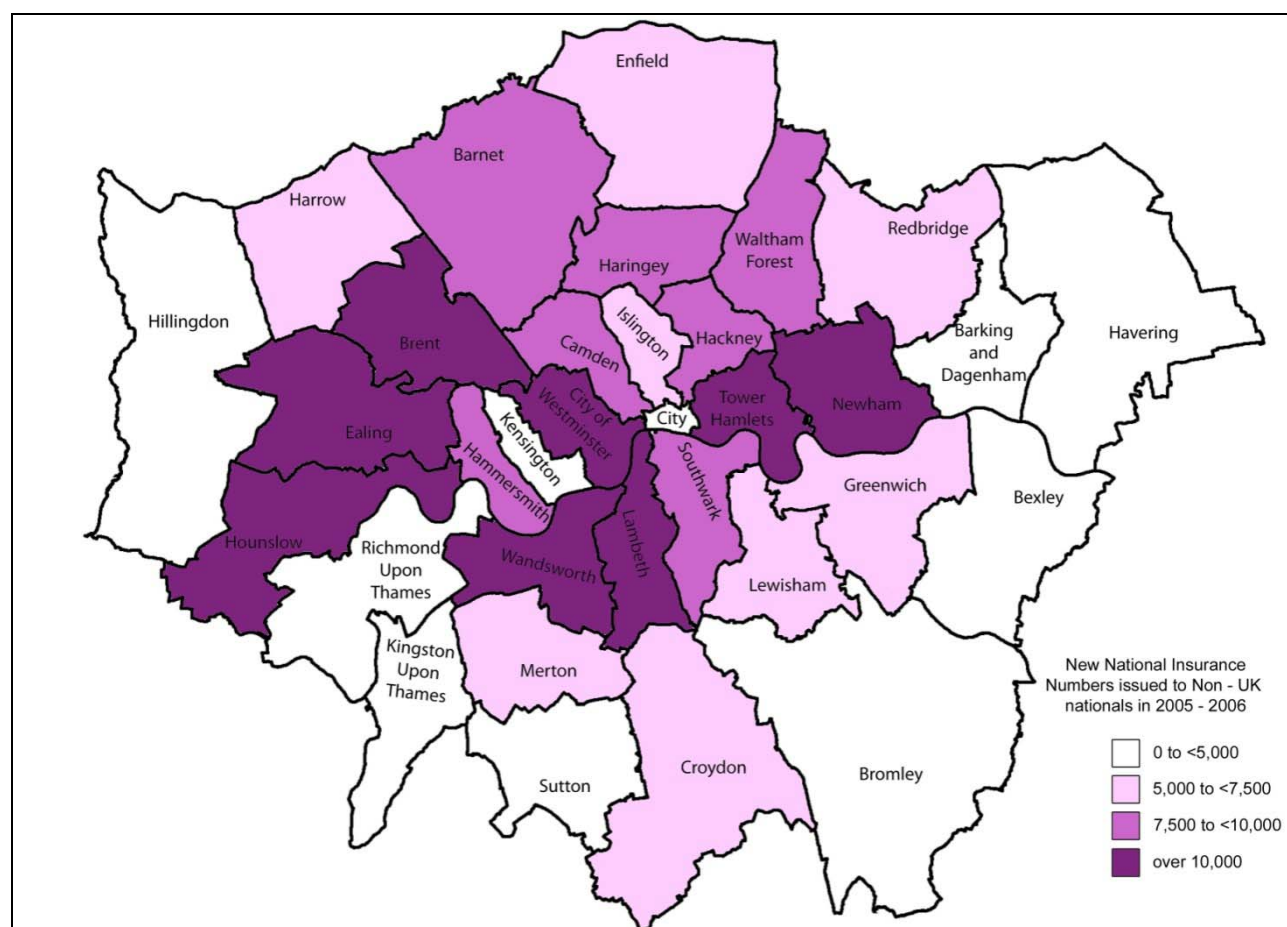 Enfield
Barnet
Harrow
Redbridge
Waltham
Forest
Haringey
Hillingdon
Islington
Barking
and
Dagenham
Havering
Brent
Camden
Hackney
City of
Westminster
Tower
Hamlets
Newham
City
Ealing
Kensington
Hammersmith
Southwark
Greenwich
Bexley
Hounslow
Richmond
Upon
Thames
Wandsworth
Lambeth
Lewisham
Kingston
Upon
Thames
Merton
Sutton
Croydon
Bromley
New National Insurance
Numbers issued to Non - UK
nationals in 2005 - 2006
0 to <5,000
5,000 to <7,500
7,500 to <10,000
over 10,000